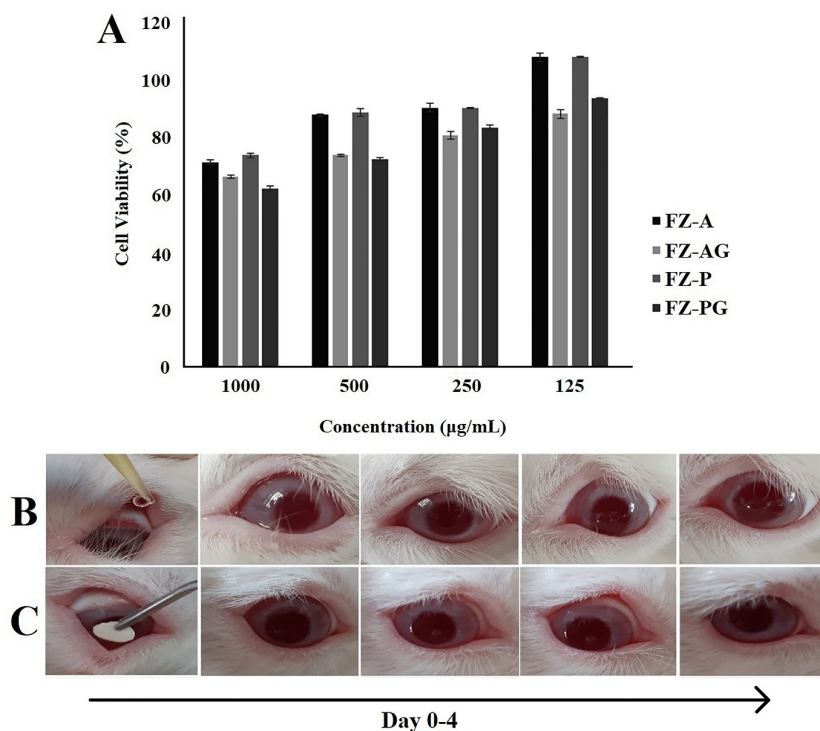 A
120
100
80
60
40
20
0
Cell Viability (%)
1000 500 250 125
Concentration (µg/mL)
FZ-A
FZ-AG
FZ-P
FZ-PG
B
C
Day 0-4